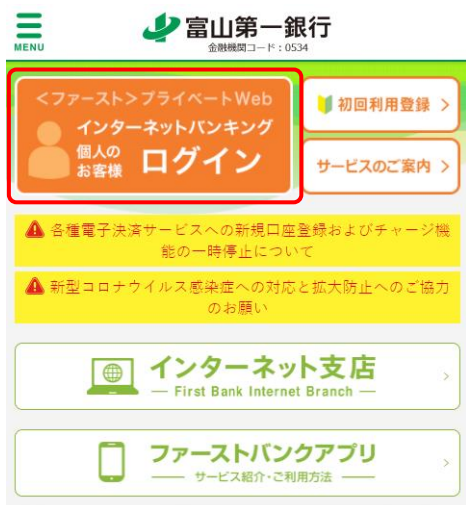 MENU
富山第一銀行
金融機関コード:0534
<ファースト>プライベートWeb
インターネットバンキング
個人の
お客様 ログイン
初回利用登録 >
サービスのご案内 >
各種電子決済サービスへの新規口座登録およびチャージ機
能の一時停止について
新型コロナウイルス感染症への対応と拡大防止へのご協力
のお願い
インターネット支店
― First Bank Internet Branch ―
ファーストバンクアプリ
― サービス紹介・ご利用方法 ―